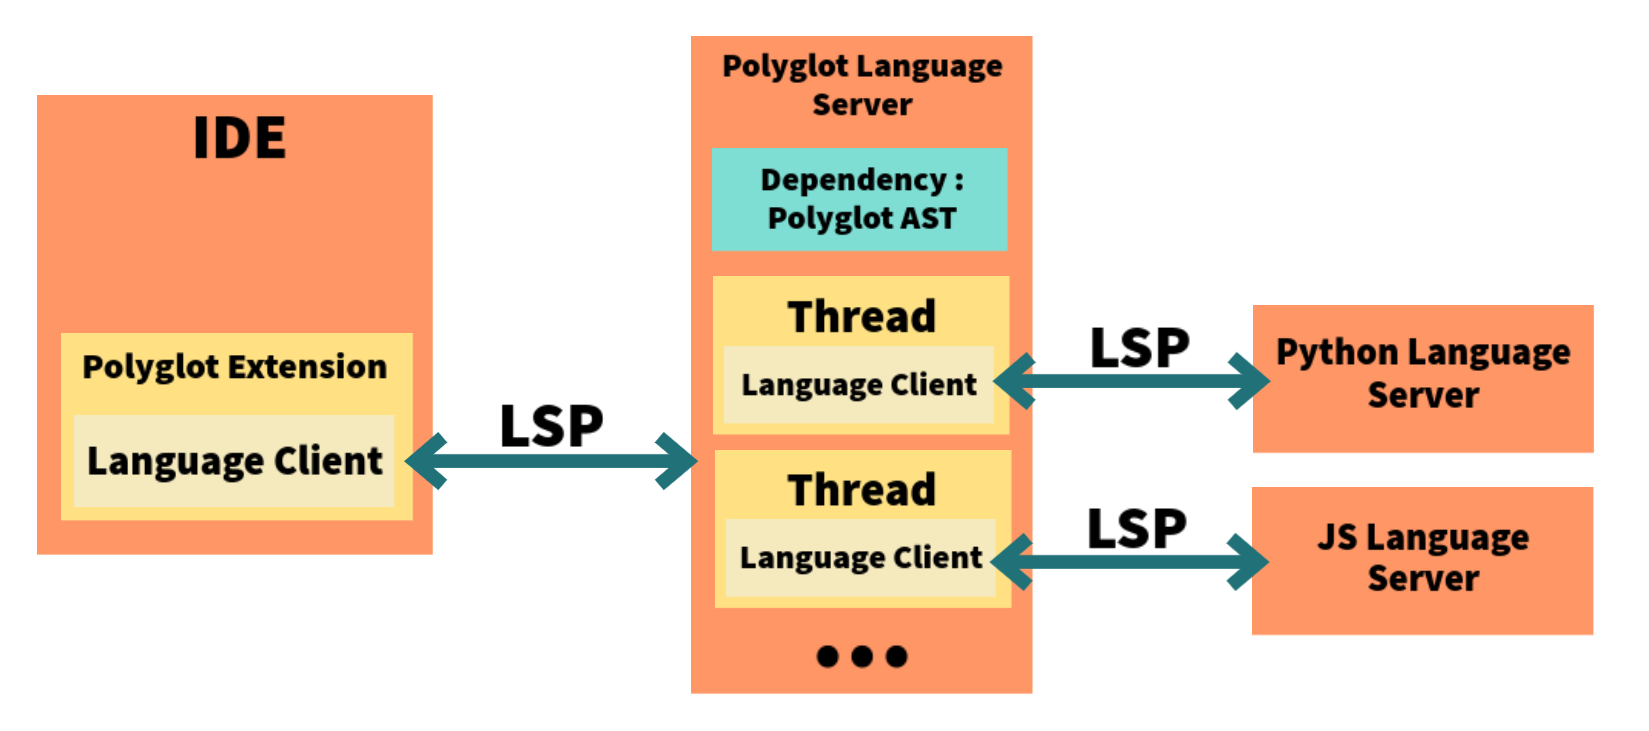 IDE
Polyglot Extension
Language Client
LSP
Polyglot Language
Server
Dependency :
Polyglot AST
Thread
Language Client
Thread
Language Client
LSP
Python Language
Server
LSP
JS Language
Server